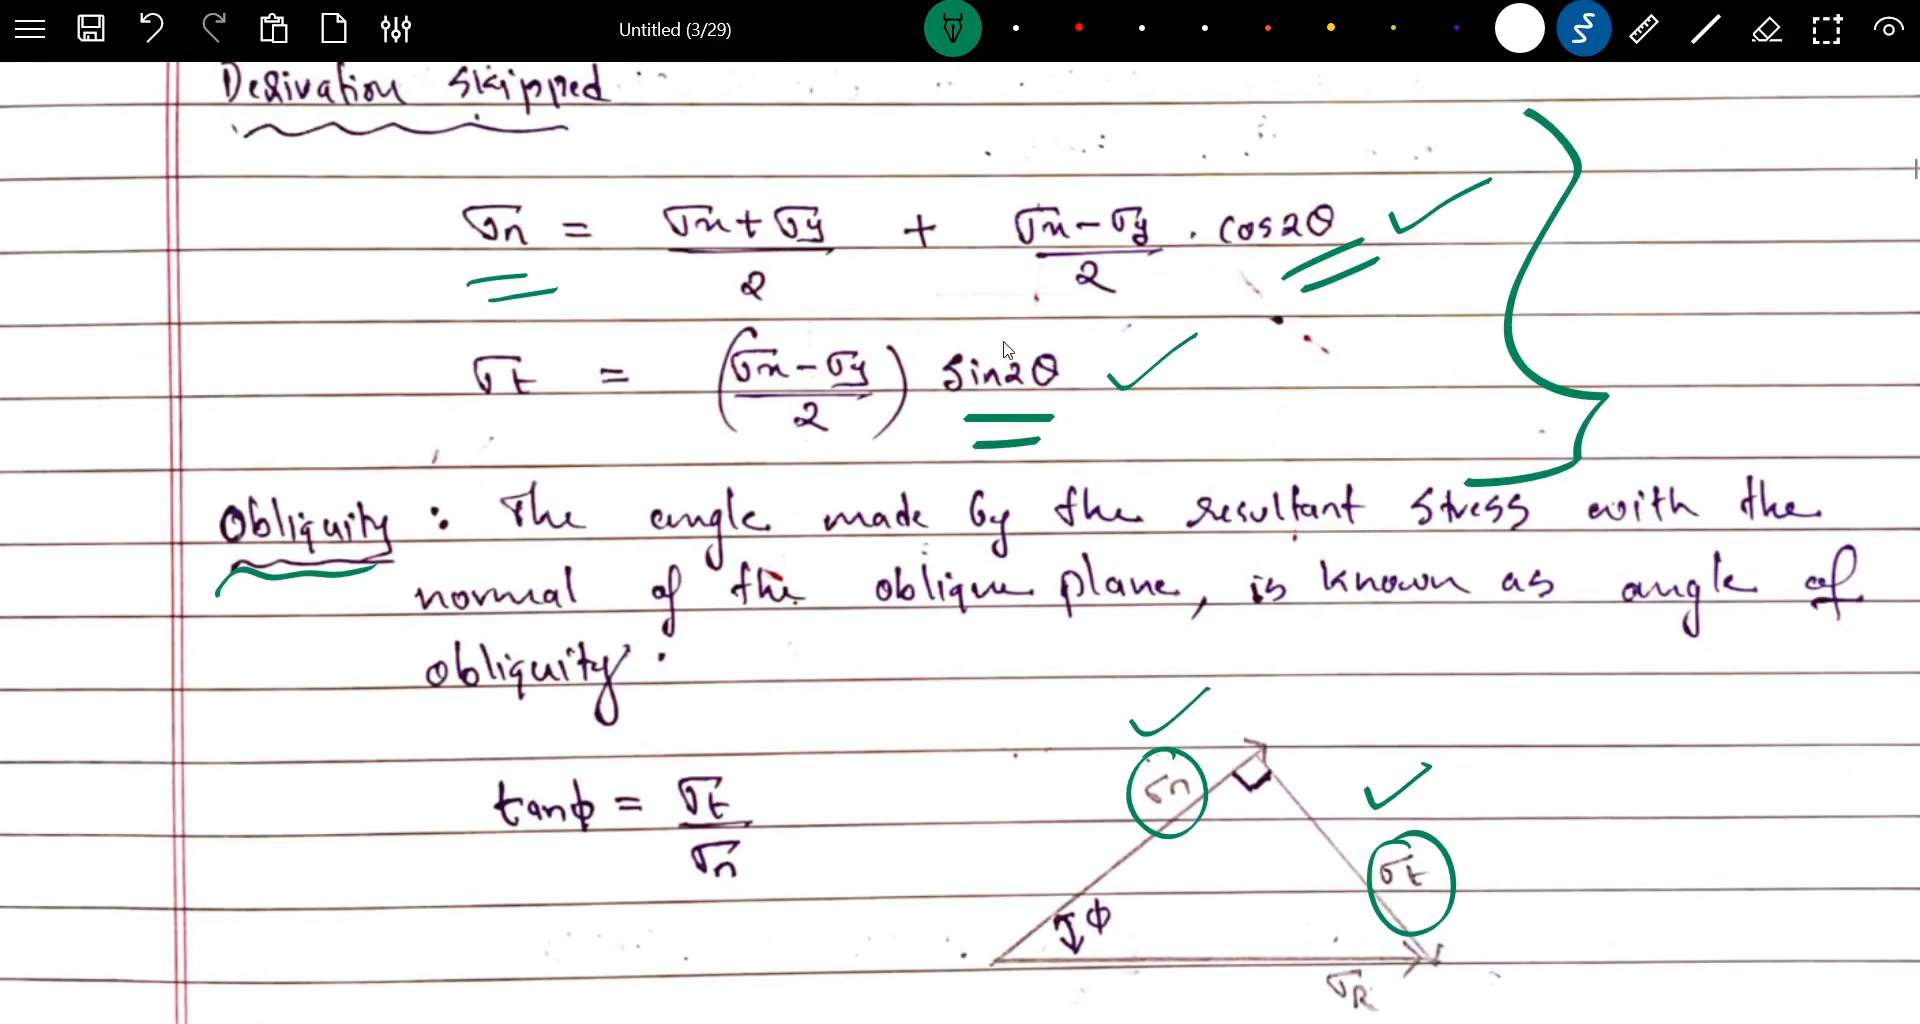 Untitled (3/29)
Derivation skipped
σn = σx + σy / 2 + σx - σy / 2 . cos2θ
σt = (σx - σy / 2) sin2θ
Obliquity : The angle made by the resultant stress with the
normal of the oblique plane, is known as angle of
obliquity.
tanϕ = σt / σn
σn
σt
ϕ
σR